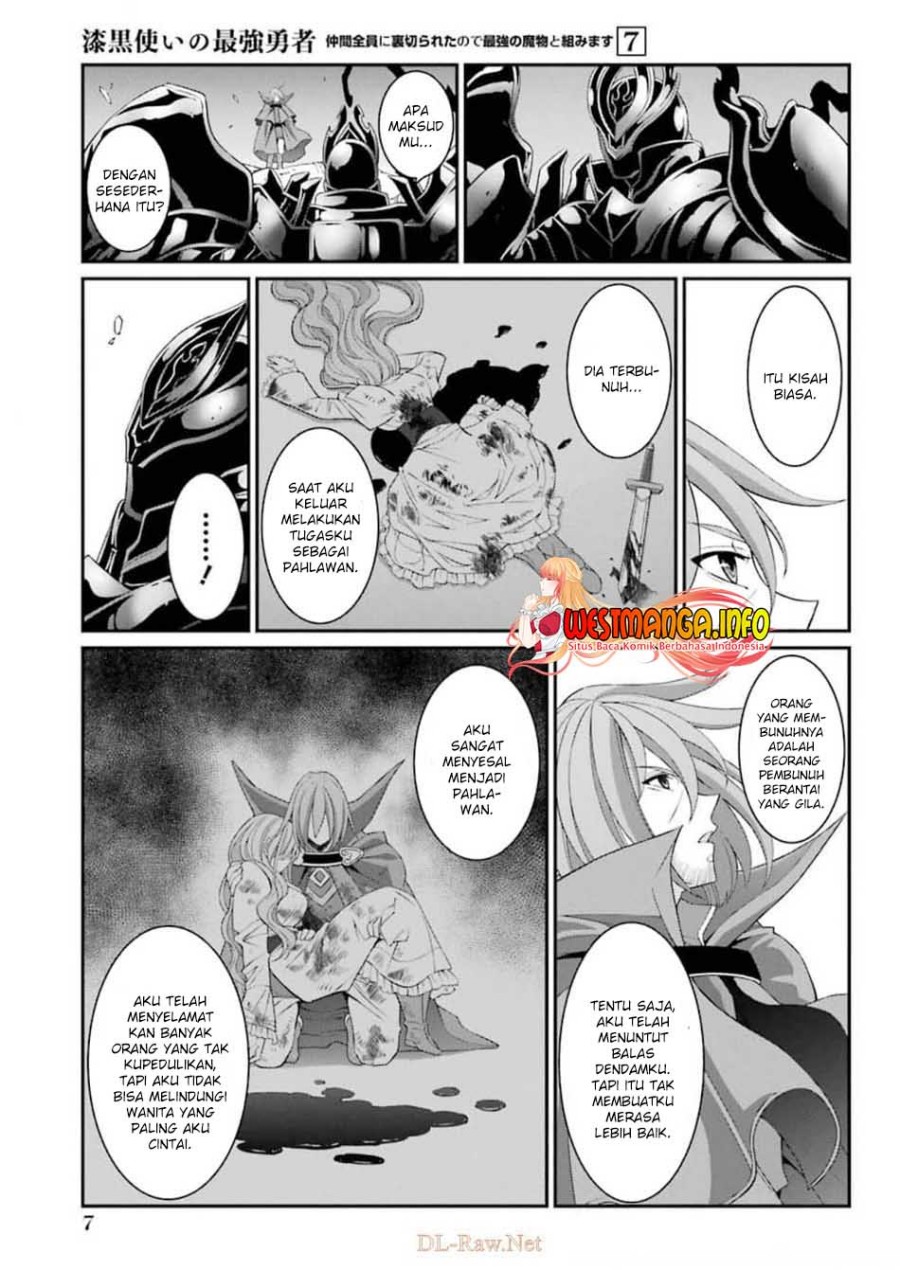 漆黒使いの最強勇者 仲間全員に裏切られたので最強の魔物と組みます 7
APA
MAKSUD
MU...
DENGAN
SESEDER-
HANA ITU?
ITU KISAH
BIASA.
DIA TERBU-
NUH...
SAAT AKU
KELUAR
MELAKUKAN
TUGASKU
SEBAGAI
PAHLAWAN.
......!
WESTMANGA.INFO
Situs Baca Komik Berbahasa Indonesia
ORANG
YANG MEM-
BUNUHNYA
ADALAH
SEORANG
PEMBUNUH
BERANTAI
YANG GILA.
TENTU SAJA,
AKU TELAH
MENUNTUT
BALAS
DENDAMKU.
TAPI ITU TAK
MEMBUATKU
MERASA
LEBIH BAIK.
AKU
SANGAT
MENYESAL
MENJADI
PAHLA-
WAN.
AKU TELAH
MENYELAMAT
KAN BANYAK
ORANG YANG TAK
KUPEDULIKAN,
TAPI AKU TIDAK
BISA MELINDUNGI
WANITA YANG
PALING AKU
CINTAI.
7
DL-Raw.Net